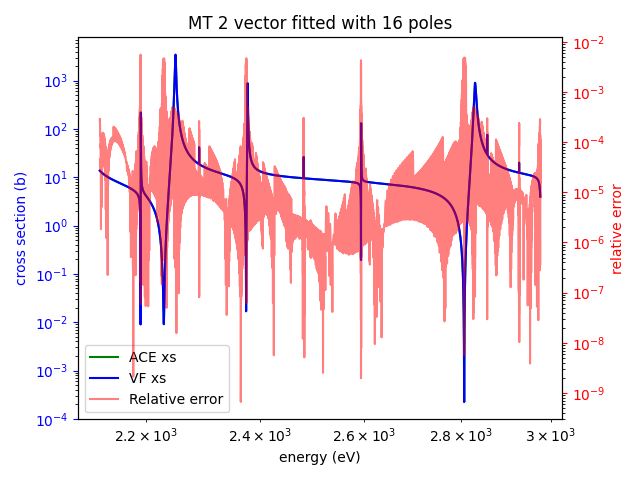 MT 2 vector fitted with 16 poles
cross section (b)
10³
10²
10¹
10⁰
10⁻¹
10⁻²
10⁻³
10⁻⁴
10⁻²
10⁻³
10⁻⁴
10⁻⁵
10⁻⁶
10⁻⁷
10⁻⁸
10⁻⁹
relative error
ACE xs
VF xs
Relative error
2.2 × 10³ 2.4 × 10³ 2.6 × 10³ 2.8 × 10³ 3 × 10³
energy (eV)